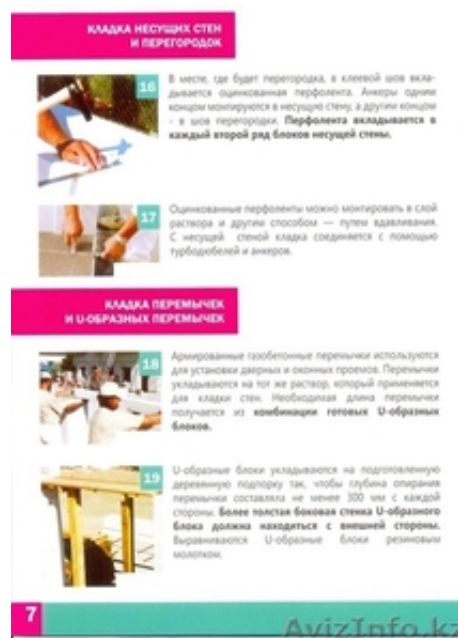 КЛАДКА НЕСУЩИХ СТЕН
И ПЕРЕГОРОДОК
16
В месте, где будет перегородка, в клеевой шов вкла-
дывается оцинкованная перфолента. Анкеры одним
концом монтируются в несущую стену, а другим концом
- в шов перегородки. Перфолента вкладывается в
каждый второй ряд блоков несущей стены.
17
Оцинкованные перфоленты можно монтировать в слой
раствора и другим способом — путем вдавливания.
С несущей стеной кладка соединяется с помощью
турбодюбелей и анкеров.
КЛАДКА ПЕРЕМЫЧЕК
И U-ОБРАЗНЫХ ПЕРЕМЫЧЕК
18
Армированные газобетонные перемычки используются
для установки дверных и оконных проемов. Перемычки
укладываются на тот же раствор, который применяется
для кладки стен. Необходимая длина перемычки
получается из комбинации готовых U-образных
блоков.
19
U-образные блоки укладываются на подготовленную
деревянную подпорку так, чтобы глубина опирания
перемычки составляла не менее 300 мм с каждой
стороны. Более толстая боковая стенка U-образного
блока должна находиться с внешней стороны.
Выравниваются U-образные блоки резиновым
молотком.
7
AvizInfo.kz